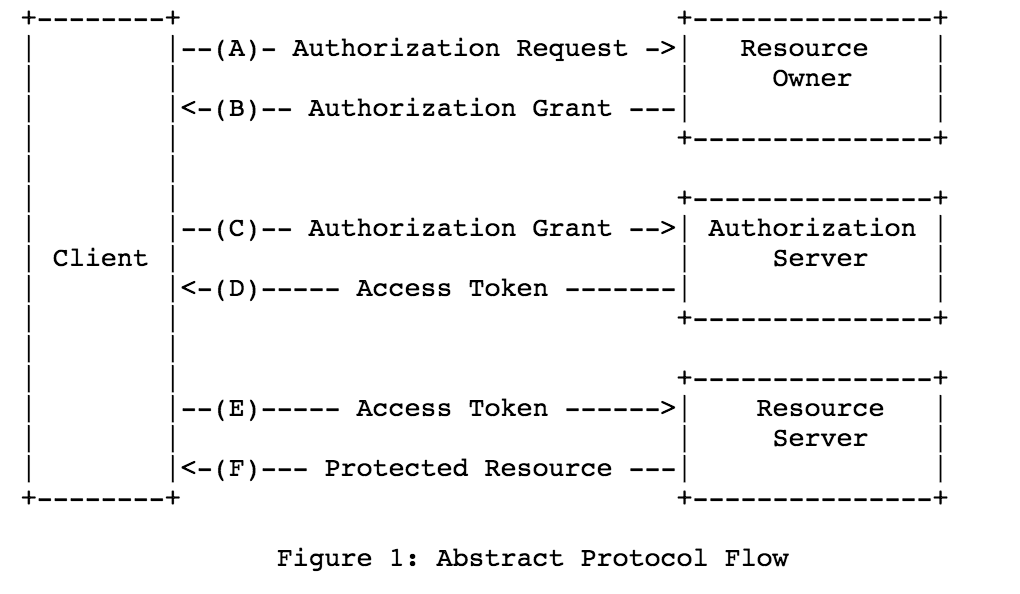 +--------+                               +---------------+
|        |--(A)- Authorization Request ->|   Resource    |
|        |                               |     Owner     |
|        |<-(B)-- Authorization Grant ---|               |
|        |                               +---------------+
|        |
|        |                               +---------------+
|        |--(C)-- Authorization Grant -->| Authorization |
| Client |                               |     Server    |
|        |<-(D)----- Access Token -------|               |
|        |                               +---------------+
|        |
|        |                               +---------------+
|        |--(E)----- Access Token ------>|    Resource   |
|        |                               |     Server    |
|        |<-(F)--- Protected Resource ---|               |
+--------+                               +---------------+

Figure 1: Abstract Protocol Flow